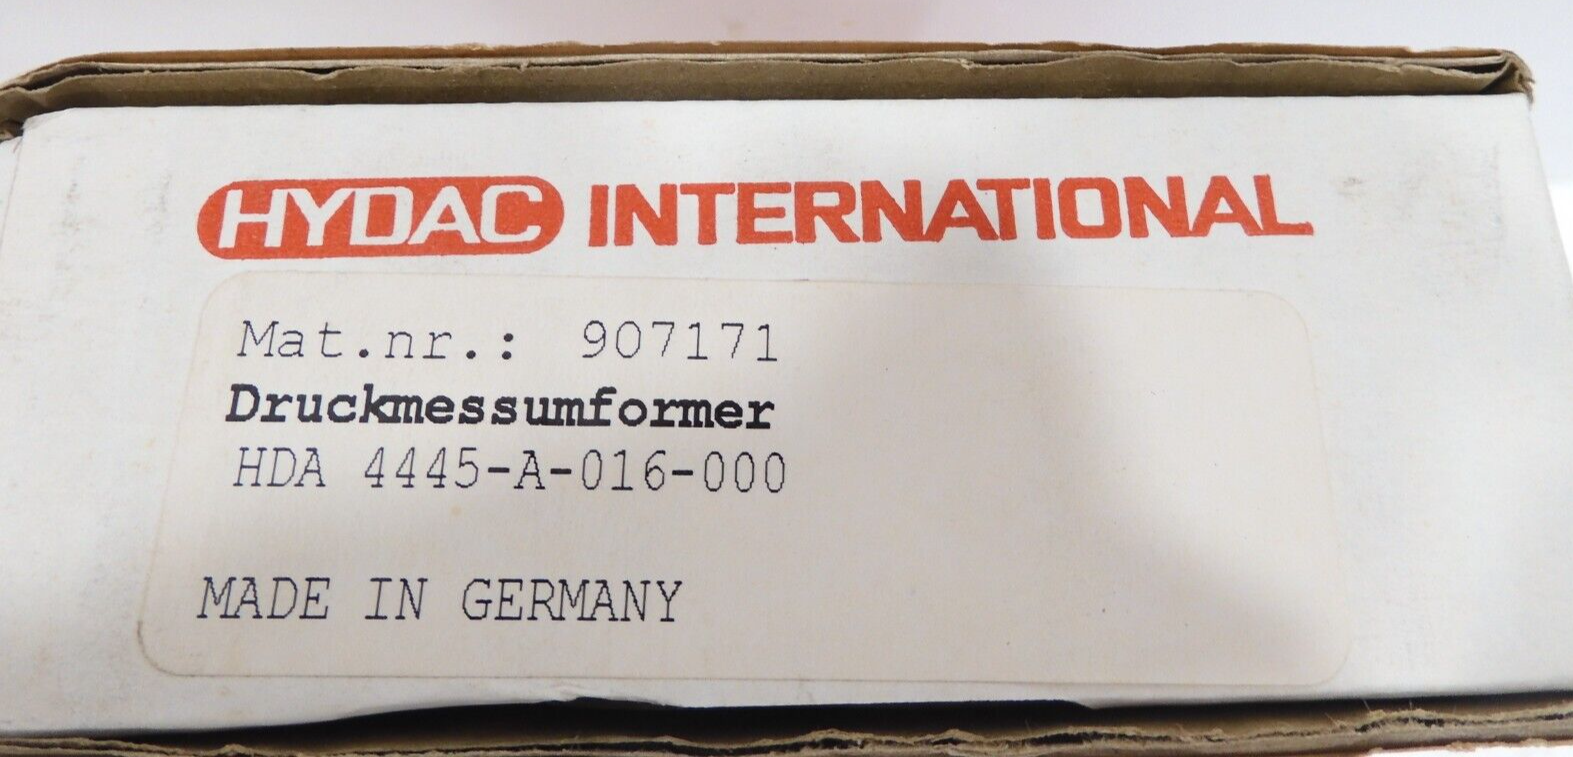 HYDAC INTERNATIONAL
Mat.nr.: 907171
Druckmessumformer
HDA 4445-A-016-000
MADE IN GERMANY